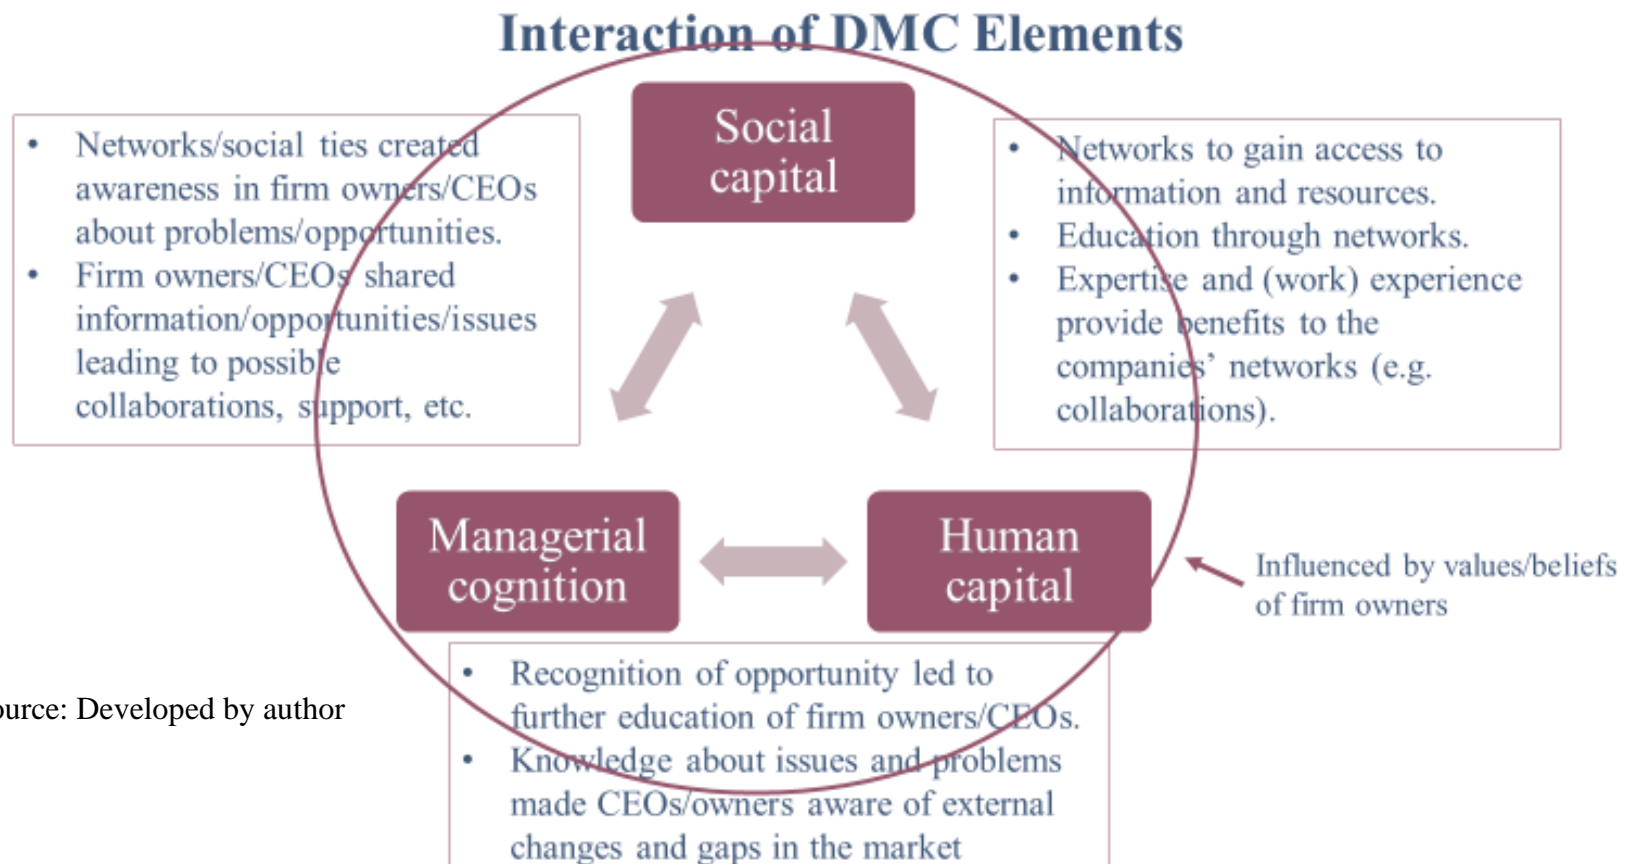 Interaction of DMC Elements
Social
capital
• Networks/social ties created
awareness in firm owners/CEOs
about problems/opportunities.
• Firm owners/CEOs shared
information/opportunities/issues
leading to possible
collaborations, support, etc.
• Networks to gain access to
information and resources.
• Education through networks.
• Expertise and (work) experience
provide benefits to the
companies’ networks (e.g.
collaborations).
Managerial
cognition
Human
capital
Influenced by values/beliefs
of firm owners
• Recognition of opportunity led to
further education of firm owners/CEOs.
• Knowledge about issues and problems
made CEOs/owners aware of external
changes and gaps in the market
ource: Developed by author